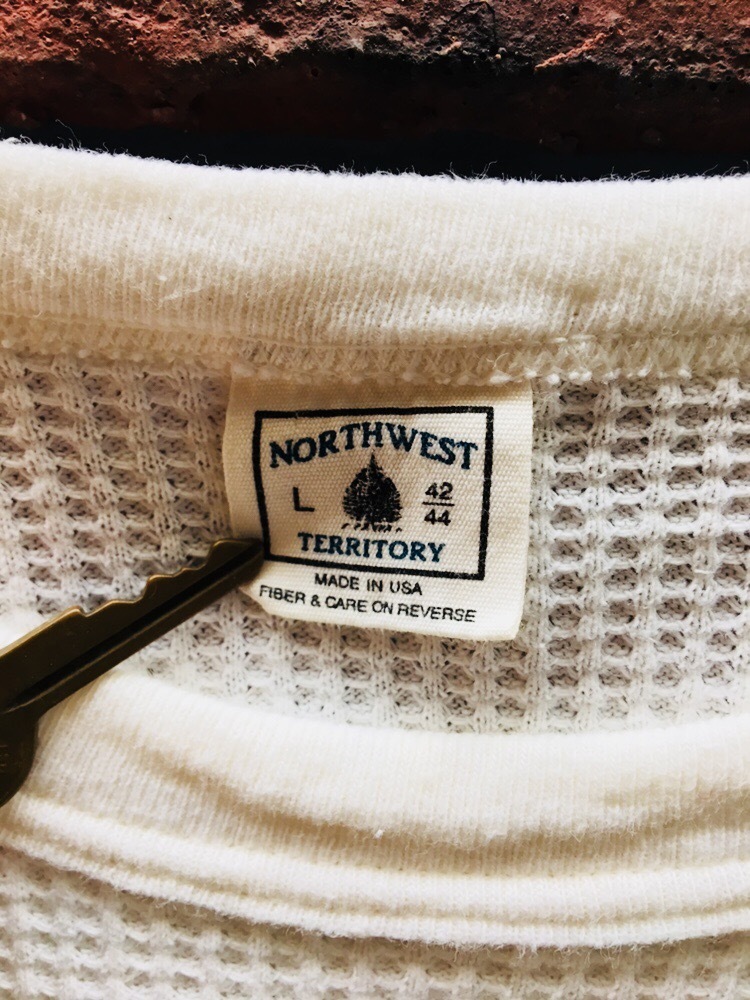 NORTHWEST
L 42/44
TERRITORY
MADE IN USA
FIBER & CARE ON REVERSE